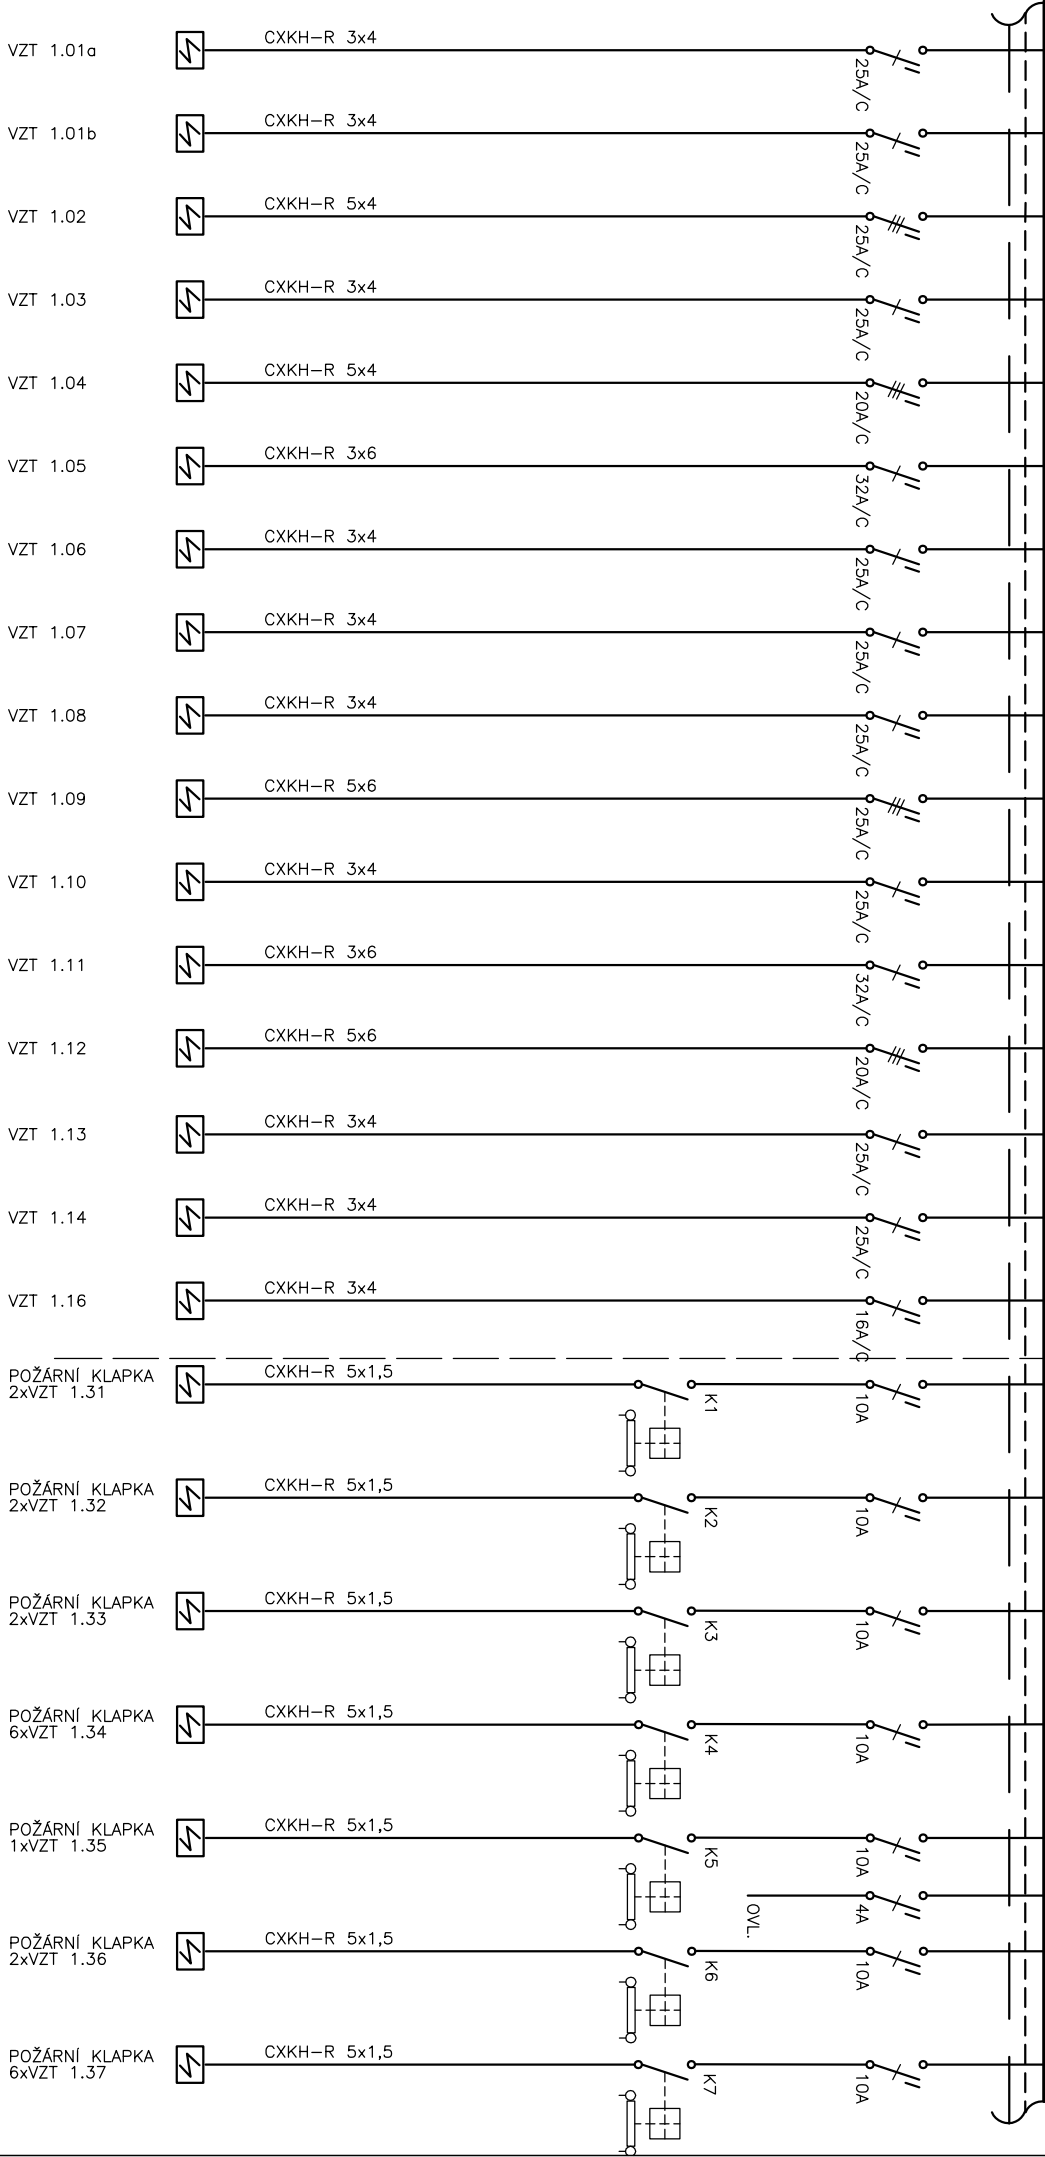 VZT 1.01a
CXKH-R 3x4
25A/C
VZT 1.01b
CXKH-R 3x4
25A/C
VZT 1.02
CXKH-R 5x4
25A/C
VZT 1.03
CXKH-R 3x4
25A/C
VZT 1.04
CXKH-R 5x4
20A/C
VZT 1.05
CXKH-R 3x6
32A/C
VZT 1.06
CXKH-R 3x4
25A/C
VZT 1.07
CXKH-R 3x4
25A/C
VZT 1.08
CXKH-R 3x4
25A/C
VZT 1.09
CXKH-R 5x6
25A/C
VZT 1.10
CXKH-R 3x4
25A/C
VZT 1.11
CXKH-R 3x6
32A/C
VZT 1.12
CXKH-R 5x6
20A/C
VZT 1.13
CXKH-R 3x4
25A/C
VZT 1.14
CXKH-R 3x4
25A/C
VZT 1.16
CXKH-R 3x4
16A/C
POŽÁRNÍ KLAPKA
2xVZT 1.31
CXKH-R 5x1,5
K1
10A
POŽÁRNÍ KLAPKA
2xVZT 1.32
CXKH-R 5x1,5
K2
10A
POŽÁRNÍ KLAPKA
2xVZT 1.33
CXKH-R 5x1,5
K3
10A
POŽÁRNÍ KLAPKA
6xVZT 1.34
CXKH-R 5x1,5
K4
10A
POŽÁRNÍ KLAPKA
1xVZT 1.35
CXKH-R 5x1,5
K5
10A
OVL.
4A
POŽÁRNÍ KLAPKA
2xVZT 1.36
CXKH-R 5x1,5
K6
10A
POŽÁRNÍ KLAPKA
6xVZT 1.37
CXKH-R 5x1,5
K7
10A